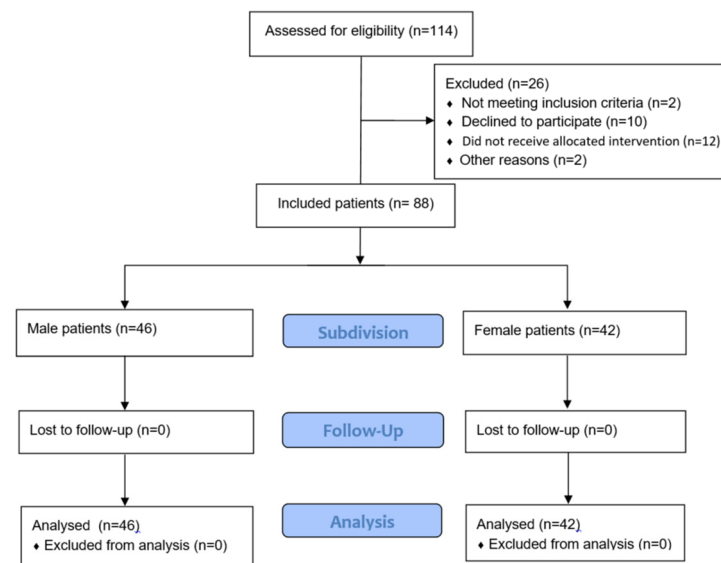 Assessed for eligibility (n=114)
Excluded (n=26)
♦ Not meeting inclusion criteria (n=2)
♦ Declined to participate (n=10)
♦ Did not receive allocated intervention (n=12)
♦ Other reasons (n=2)
Included patients (n= 88)
Male patients (n=46)
Subdivision
Female patients (n=42)
Lost to follow-up (n=0)
Follow-Up
Lost to follow-up (n=0)
Analysed (n=46)
♦ Excluded from analysis (n=0)
Analysis
Analysed (n=42)
♦ Excluded from analysis (n=0)